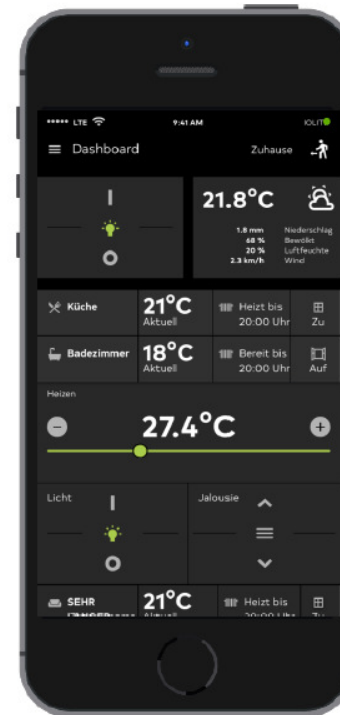 LTE 9:41 AM IOLITE
Dashboard Zuhause
21.8°C
1.8 mm Niederschlag
68 % Bewölkt
20 % Luftfeuchte
2.3 km/h Wind
Küche 21°C Aktuell Heizt bis 20:00 Uhr Zu
Badezimmer 18°C Aktuell Bereit bis 20:00 Uhr Auf
Heizen
27.4°C
Licht Jalousie
SEHR 21°C Heizt bis